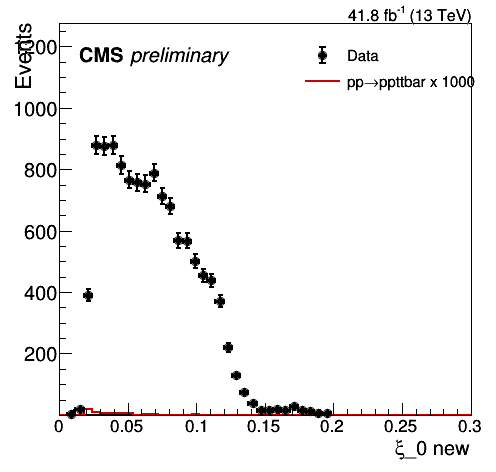 41.8 fb⁻¹ (13 TeV)
Events
CMS preliminary
Data
pp→ppttbar x 1000
1200
1000
800
600
400
200
0 0.05 0.1 0.15 0.2 0.25 0.3
ξ_0 new